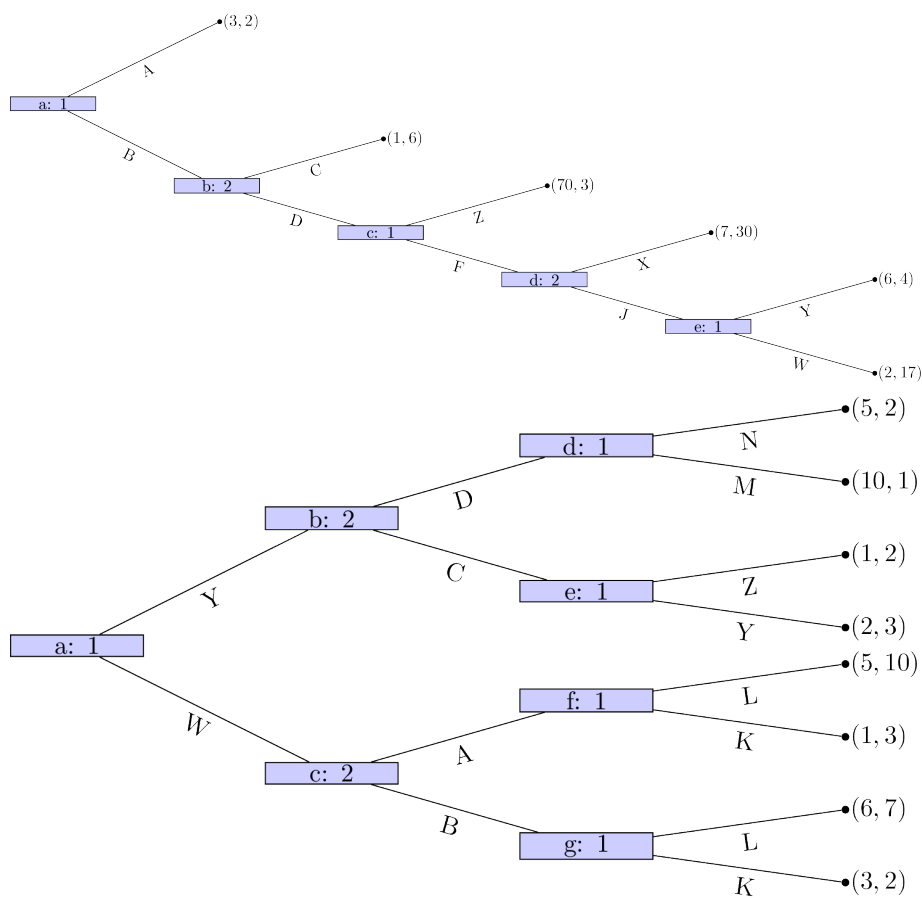 (3, 2)
A
a: 1
B
(1, 6)
C
b: 2
D
(70, 3)
Z
c: 1
F
(7, 30)
X
d: 2
J
(6, 4)
Y
e: 1
W
(2, 17)
(5, 2)
N
d: 1
M
(10, 1)
D
b: 2
C
(1, 2)
Z
e: 1
Y
(2, 3)
Y
a: 1
W
(5, 10)
L
f: 1
K
(1, 3)
A
c: 2
B
(6, 7)
L
g: 1
K
(3, 2)